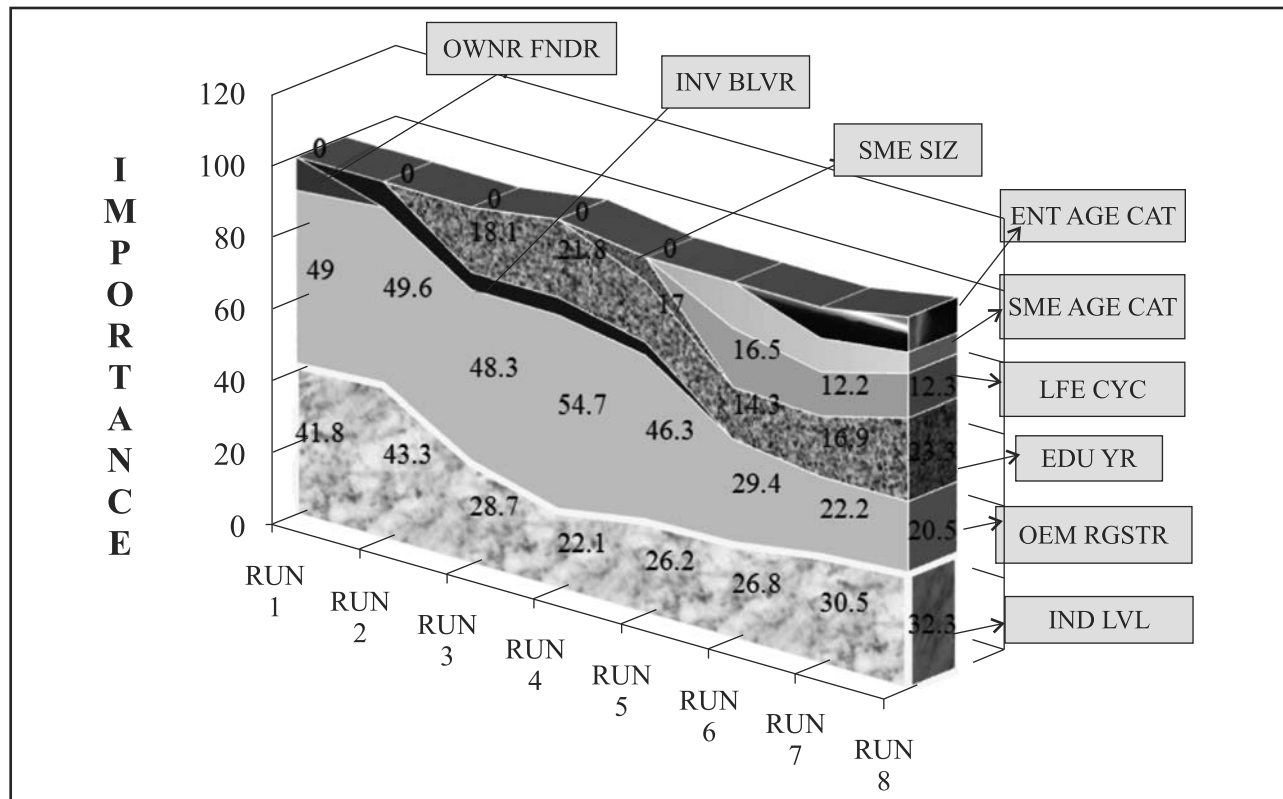 OWNR FNDR
INV BLVR
SME SIZ
ENT AGE CAT
SME AGE CAT
LFE CYC
EDU YR
OEM RGSTR
IND LVL
IMPORTANCE
120
100
80
60
40
20
0
0
0
0
0
0
18.1
21.8
17
16.5
12.2
12.3
14.3
16.9
23.3
49
49.6
48.3
54.7
46.3
29.4
22.2
20.5
41.8
43.3
28.7
22.1
26.2
26.8
30.5
32.3
RUN
1
RUN
2
RUN
3
RUN
4
RUN
5
RUN
6
RUN
7
RUN
8